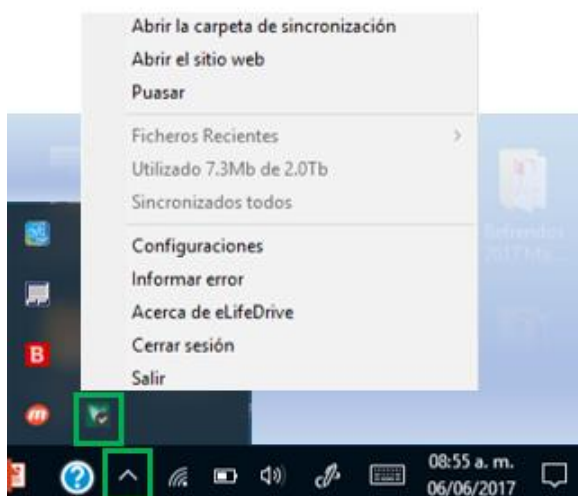 Abrir la carpeta de sincronización
Abrir el sitio web
Puasar
Ficheros Recientes
Utilizado 7.3Mb de 2.0Tb
Sincronizados todos
Configuraciones
Informar error
Acerca de eLifeDrive
Cerrar sesión
Salir
B
m
?
08:55 a. m.
06/06/2017